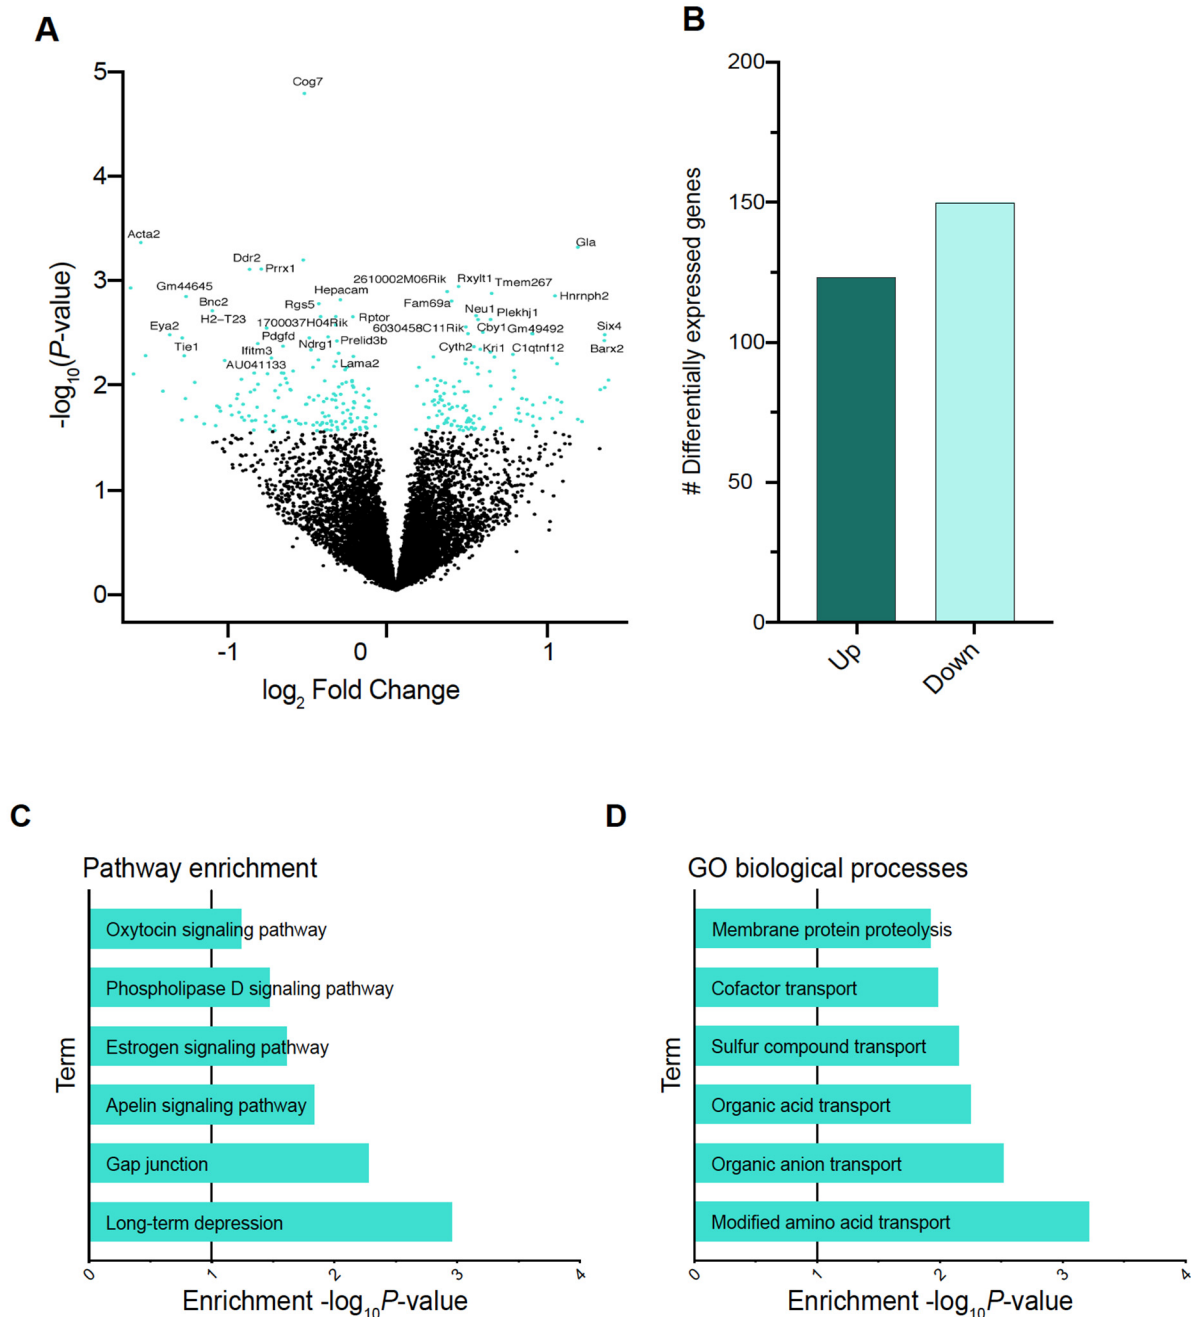 A
5
4
3
2
1
0
-log10(P-value)
Cog7
Acta2
Gla
Ddr2
Prrx1
2610002M06Rik
Rxylt1
Tmem267
Gm44645
Hepacam
Hnrnph2
Bnc2
Rgs5
Fam69a
Neu1
Plekhj1
H2−T23
1700037H04Rik
Rptor
Eya2
6030458C11Rik
Cby1
Gm49492
Six4
Pdgfd
Prelid3b
Tie1
Ifitm3
Ndrg1
Cyth2
Kri1
C1qtnf12
Barx2
AU041133
Lama2
-1
0
1
log2 Fold Change
B
200
150
100
50
0
# Differentially expressed genes
Up
Down
C
Pathway enrichment
Term
Oxytocin signaling pathway
Phospholipase D signaling pathway
Estrogen signaling pathway
Apelin signaling pathway
Gap junction
Long-term depression
0
1
2
3
4
Enrichment -log10P-value
D
GO biological processes
Term
Membrane protein proteolysis
Cofactor transport
Sulfur compound transport
Organic acid transport
Organic anion transport
Modified amino acid transport
0
1
2
3
4
Enrichment -log10P-value